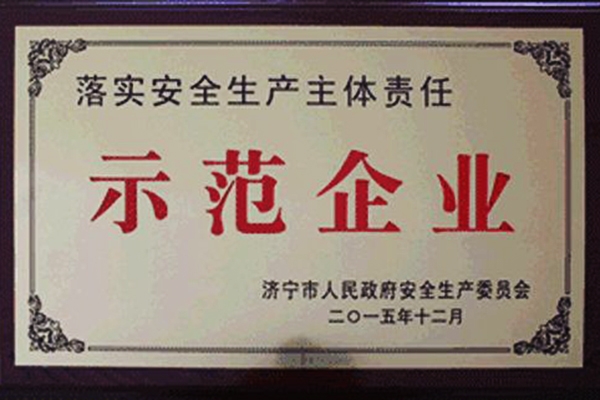 落实安全生产主体责任
示范企业
济宁市人民政府安全生产委员会
二〇一五年十二月